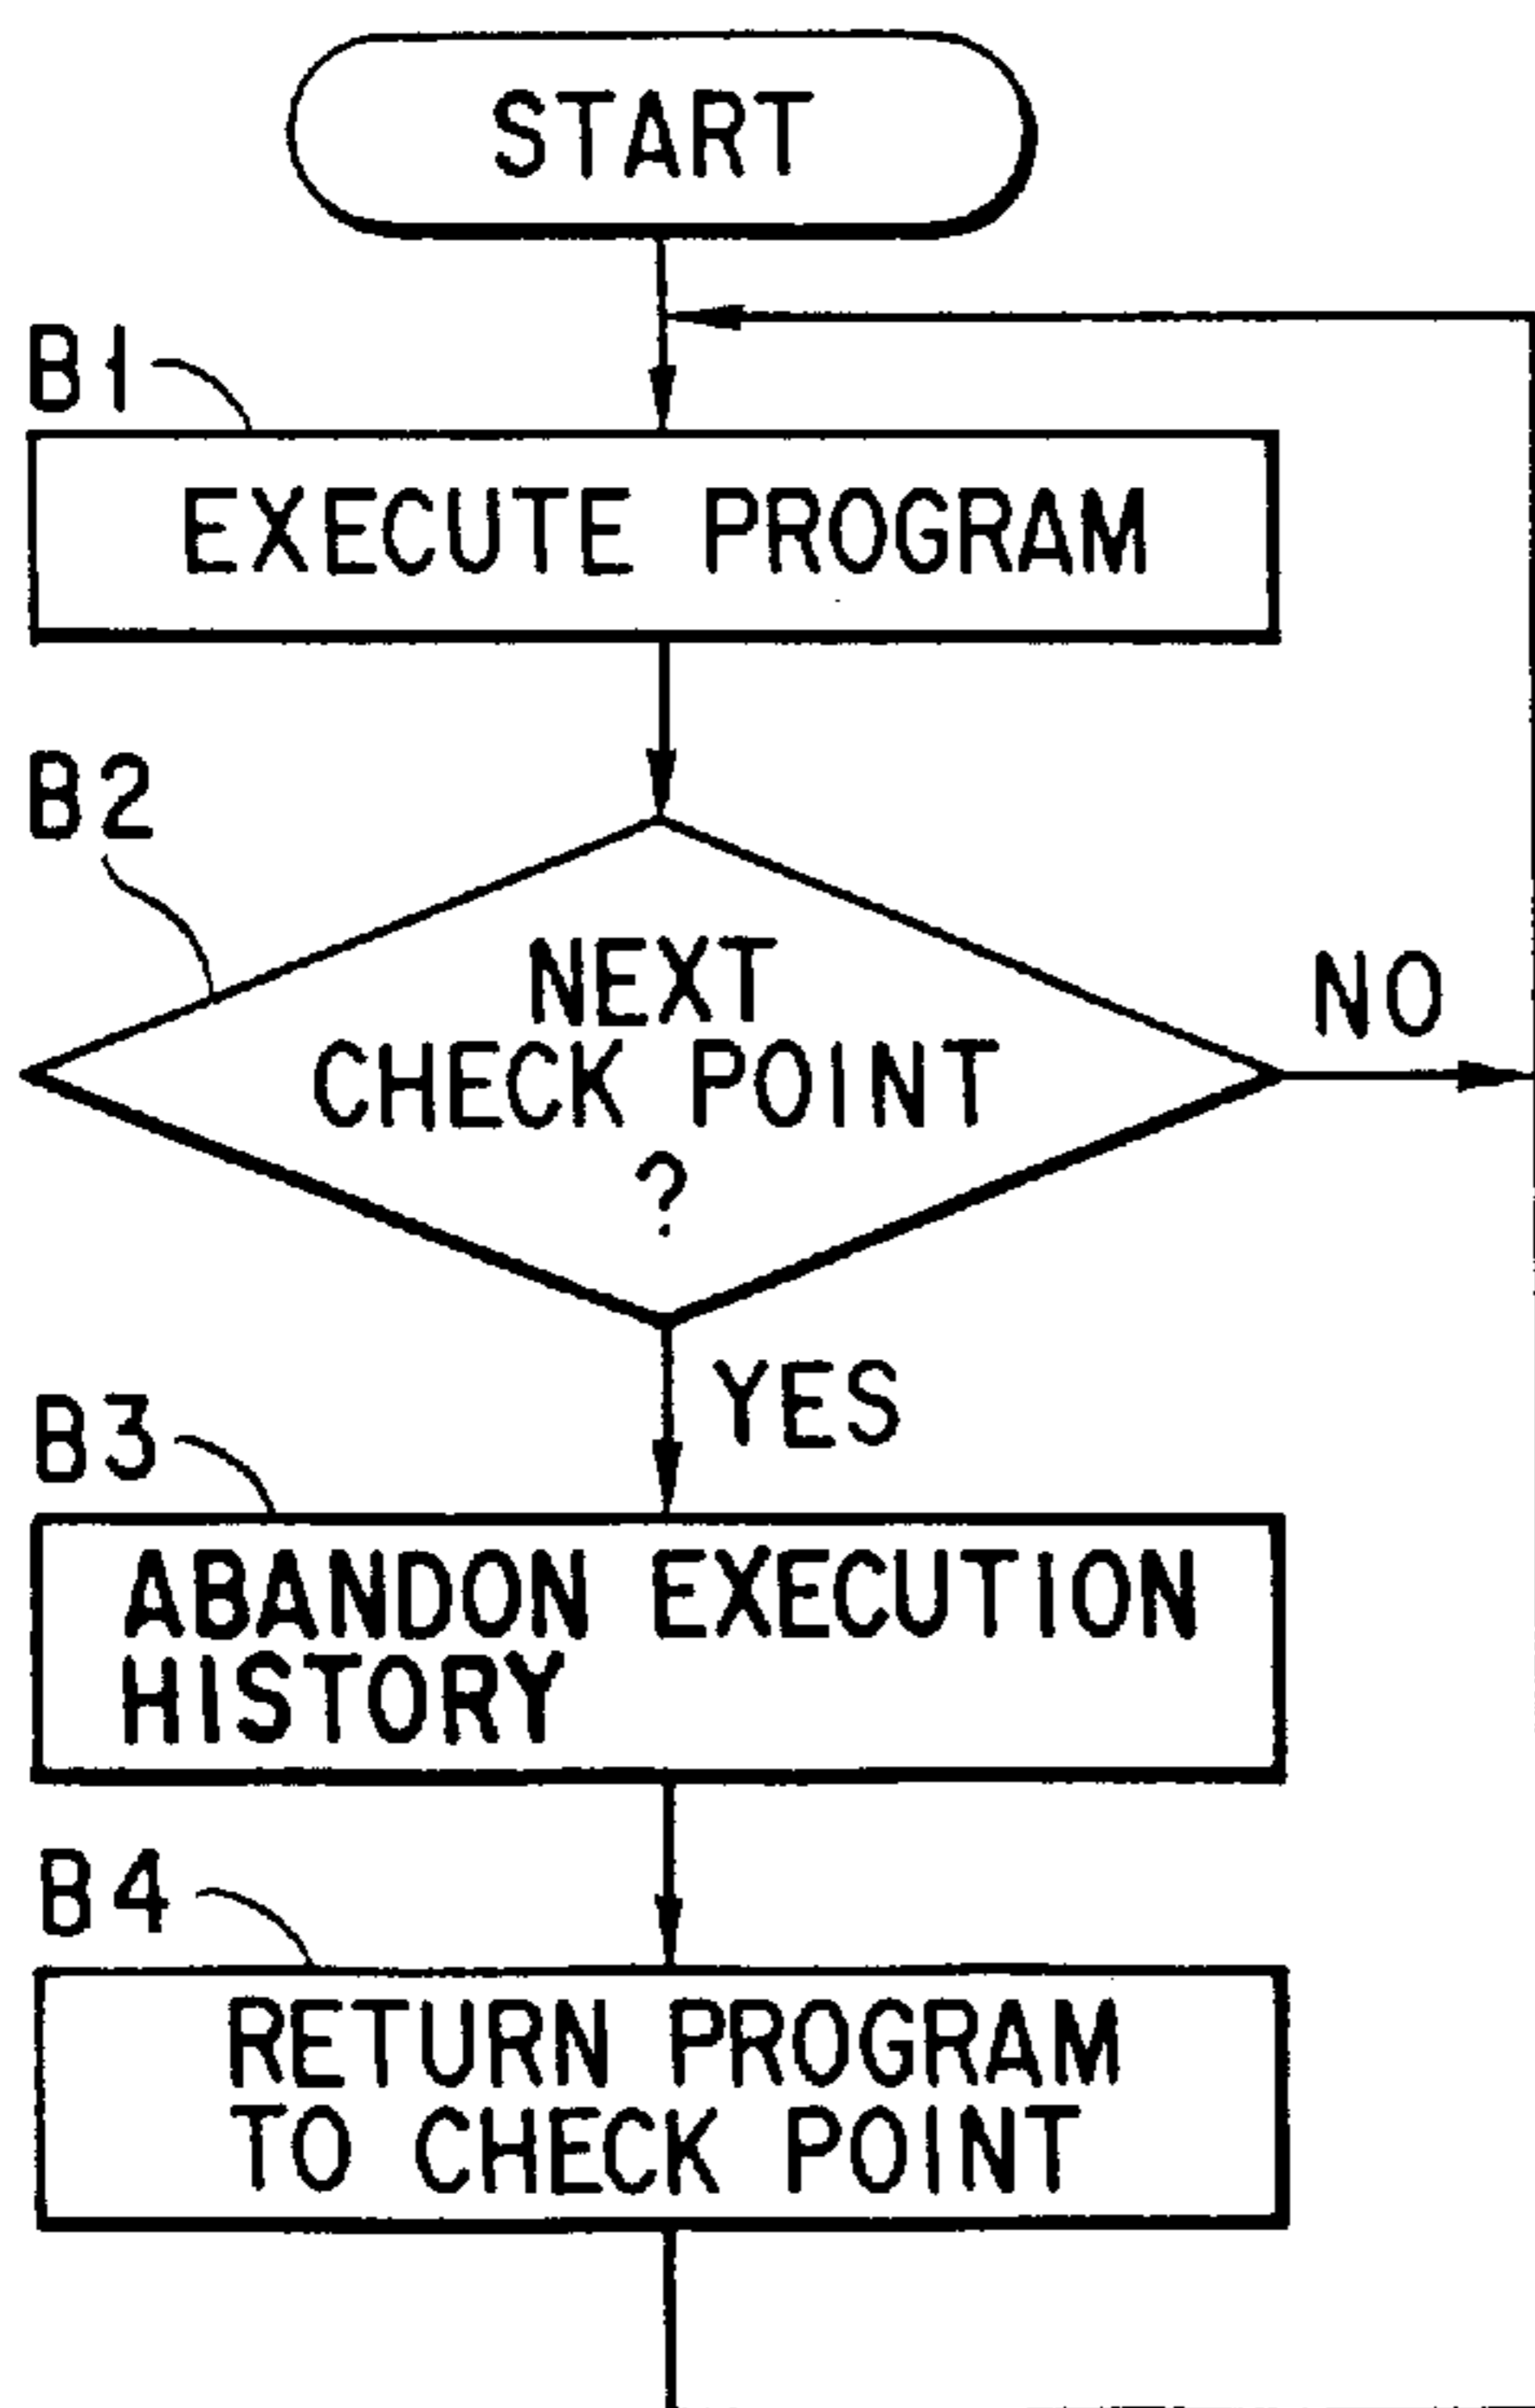 START
B1
EXECUTE PROGRAM
B2
NEXT
CHECK POINT
?
NO
YES
B3
ABANDON EXECUTION
HISTORY
B4
RETURN PROGRAM
TO CHECK POINT